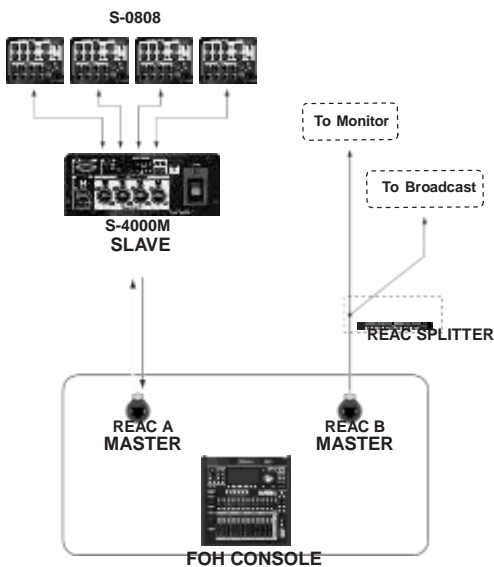 S-0808
To Monitor
To Broadcast
S-4000M
SLAVE
REAC SPLITTER
REAC A
MASTER
REAC B
MASTER
FOH CONSOLE